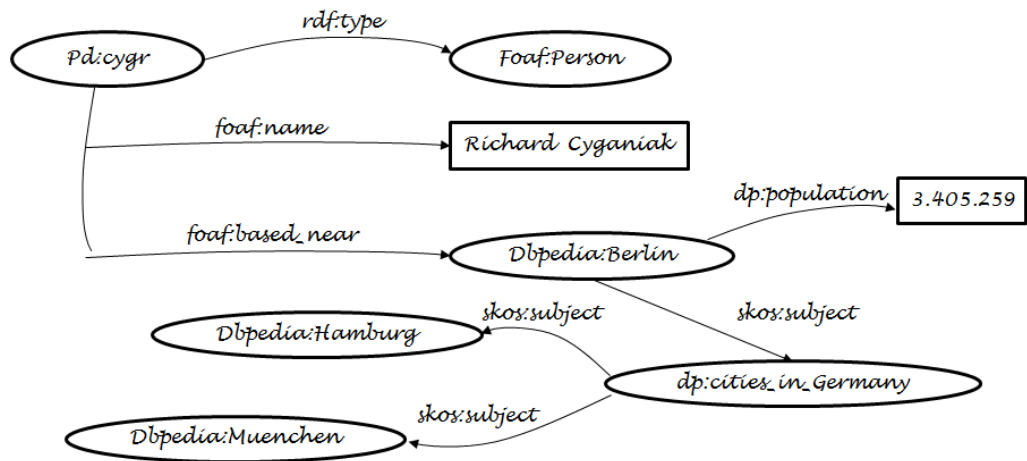 rdf:type
Pd:cygr
Foaf:Person
foaf:name
Richard Cyganiak
dp:population
3.405.259
foaf:based_near
Dbpedia:Berlin
skos:subject
skos:subject
Dbpedia:Hamburg
dp:cities_in_Germany
skos:subject
Dbpedia:Muenchen